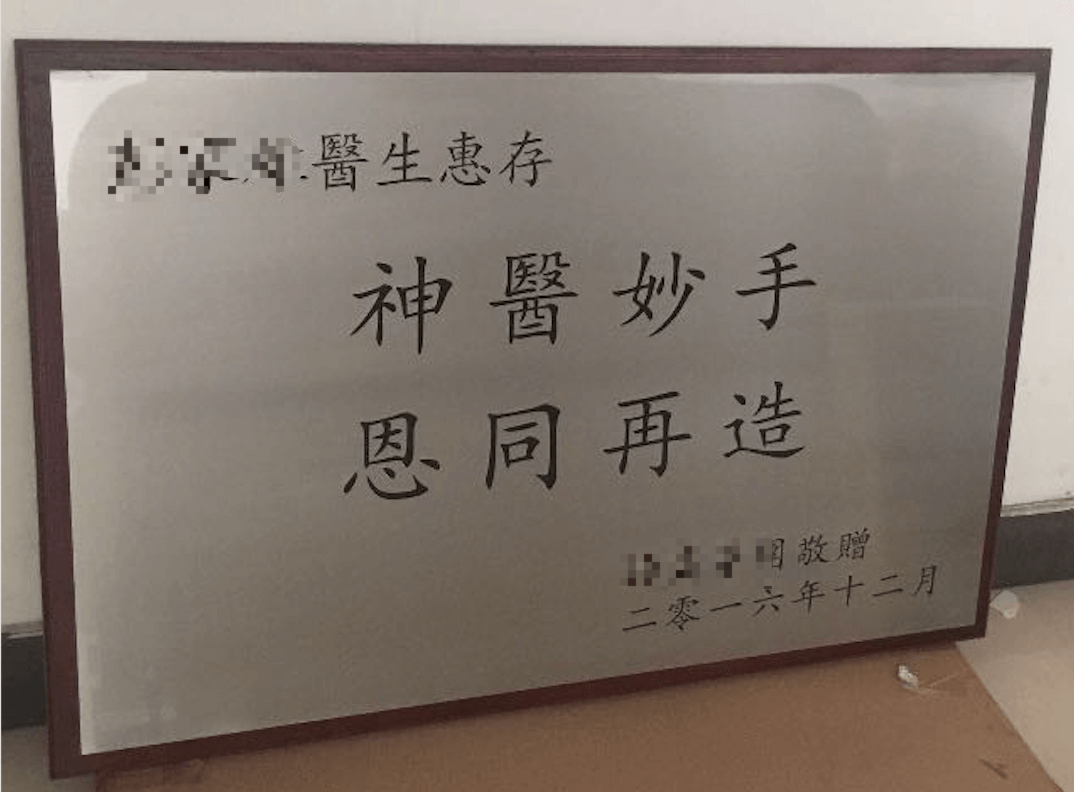 醫生惠存
神醫妙手
恩同再造
敬贈
二零一六年十二月